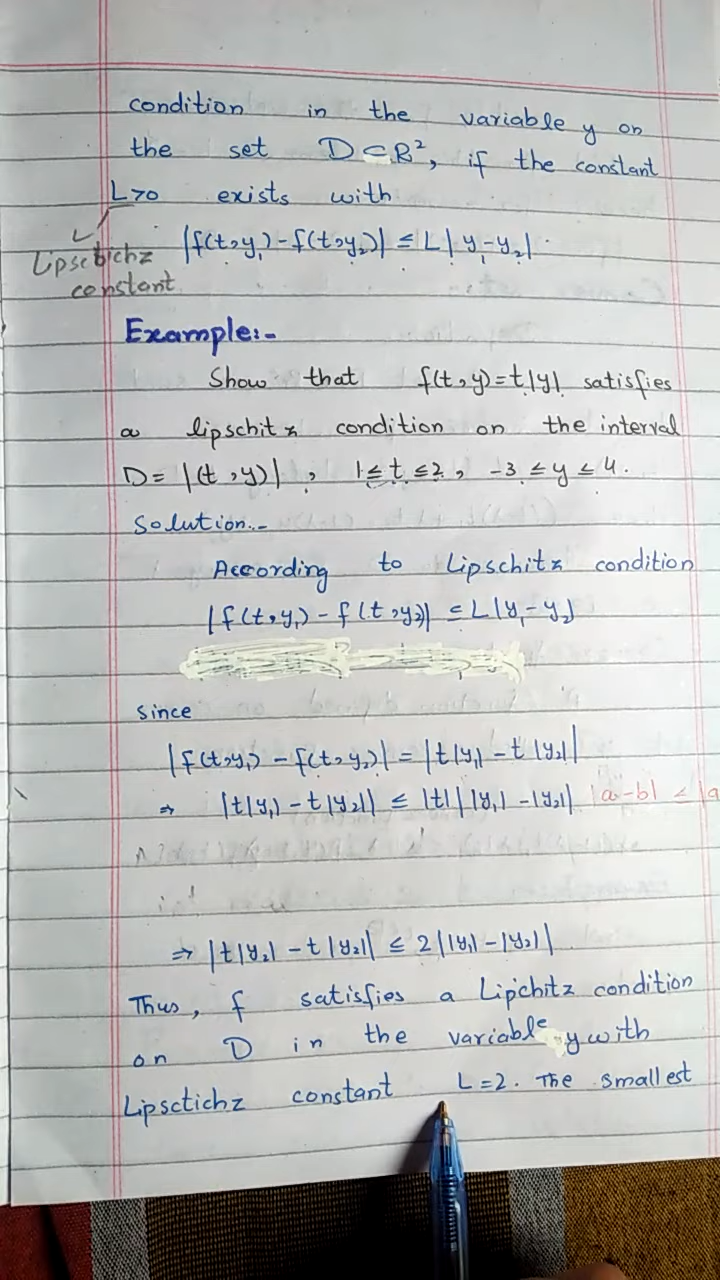 condition in the variable y on
the set D⊂R², if the constant
L>0 exists with
|f(t,y₁)-f(t,y₂)| ≤ L|y₁-y₂|.
Lipsctichz
constant
Example:-
Show that f(t,y)=t|y| satisfies
a lipschitz condition on the interval
D= |(t,y)|, 1≤t≤2, -3≤y≤4.
Solution:-
According to Lipschitz condition
|f(t,y₁)-f(t,y₂)| ≤ L|y₁-y₂|
Since
|f(t,y₁)-f(t,y₂)| = |t|y₁|-t|y₂||
⇒ |t|y₁|-t|y₂|| ≤ |t|||y₁|-|y₂|| |a-b| ≤ |a
⇒ |t|y₂|-t|y₂|| ≤ 2||y₁|-|y₂||
Thus, f satisfies a Lipchitz condition
on D in the variable y with
Lipsctichz constant L=2. The smallest